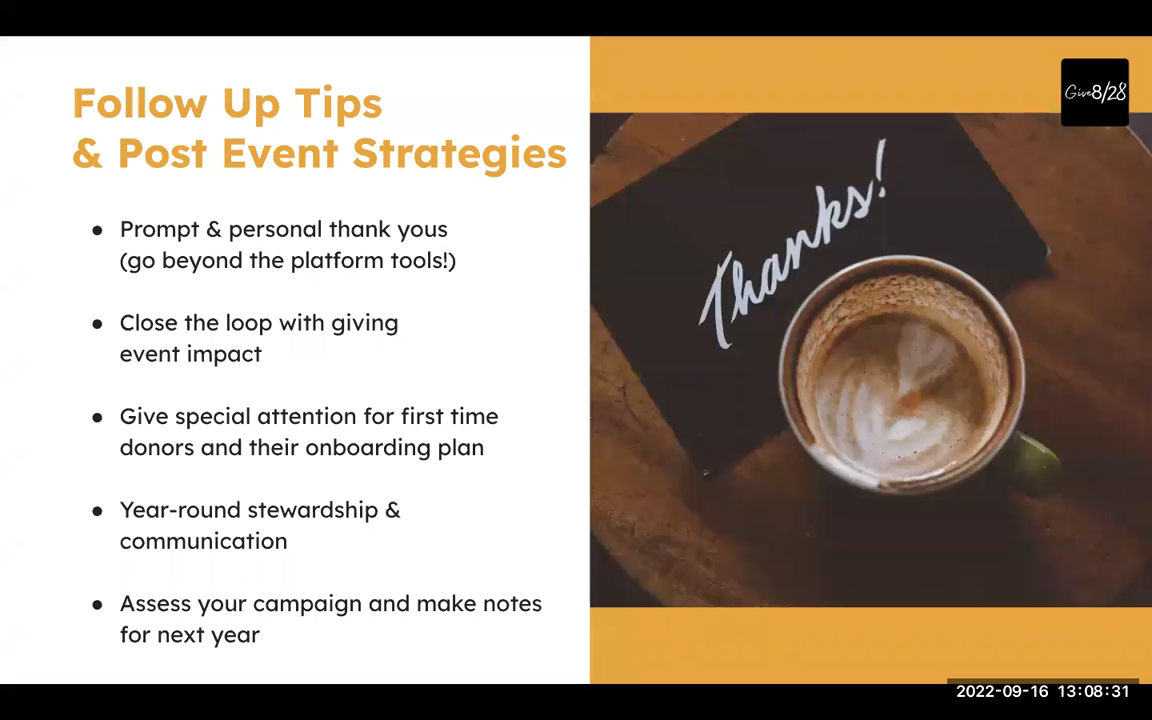 Follow Up Tips
& Post Event Strategies
● Prompt & personal thank yous
(go beyond the platform tools!)
● Close the loop with giving
event impact
● Give special attention for first time
donors and their onboarding plan
● Year-round stewardship &
communication
● Assess your campaign and make notes
for next year
Give8/28
Thanks!
2022-09-16 13:08:31